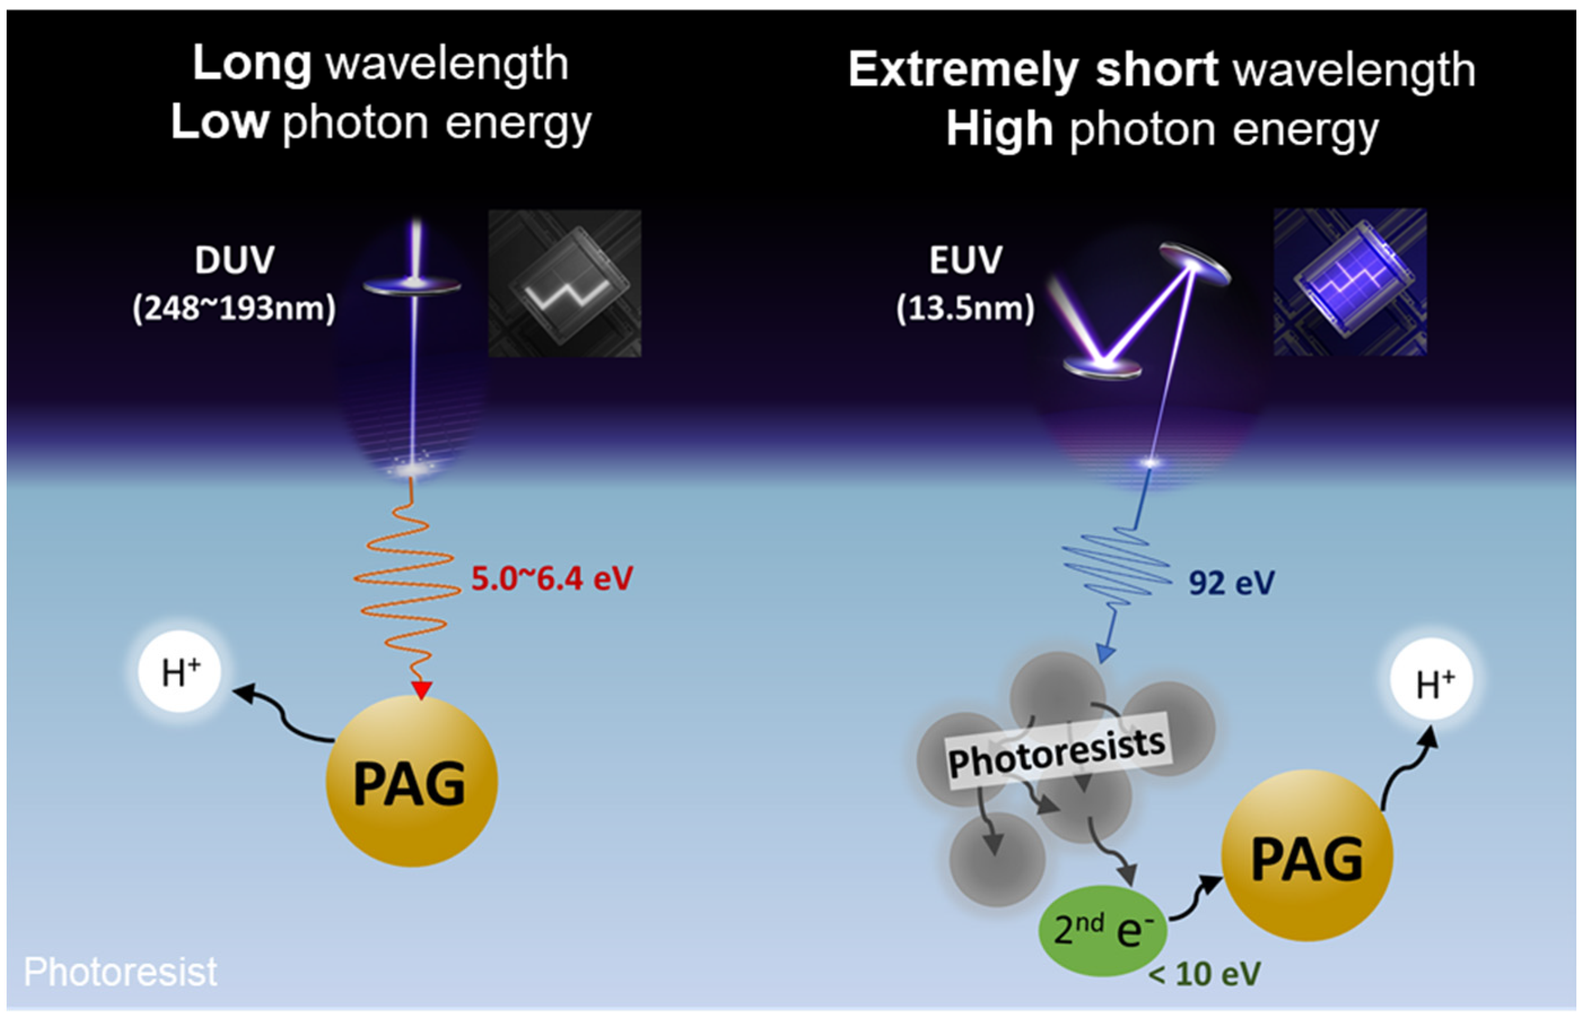 Long wavelength
Low photon energy
Extremely short wavelength
High photon energy
DUV
(248~193nm)
EUV
(13.5nm)
5.0~6.4 eV
92 eV
H⁺
PAG
Photoresists
H⁺
PAG
2ⁿᵈ e⁻
< 10 eV
Photoresist